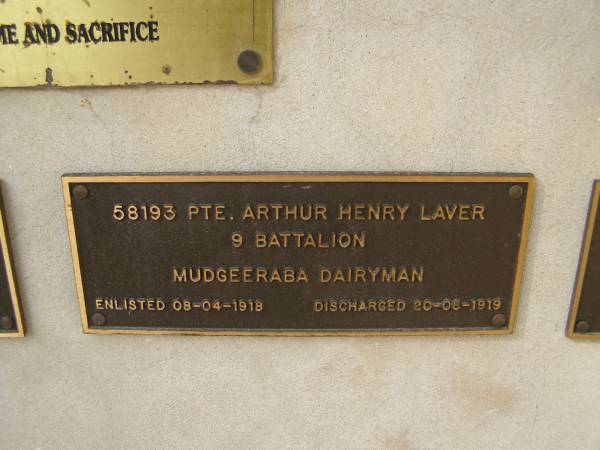 ME AND SACRIFICE
58193 PTE. ARTHUR HENRY LAVER
9 BATTALION
MUDGEERABA DAIRYMAN
ENLISTED 08-04-1918 DISCHARGED 20-06-1919